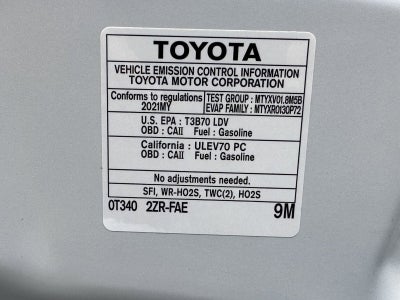 TOYOTA
VEHICLE EMISSION CONTROL INFORMATION
TOYOTA MOTOR CORPORATION
Conforms to regulations TEST GROUP : MTYXV01.8M5B
2021MY EVAP FAMILY : MTYXR0130P72
U.S. EPA : T3B70 LDV
OBD : CAII Fuel : Gasoline
California : ULEV70 PC
OBD : CAII Fuel : Gasoline
No adjustments needed.
SFI, WR-HO2S, TWC(2), HO2S
0T340 2ZR-FAE 9M